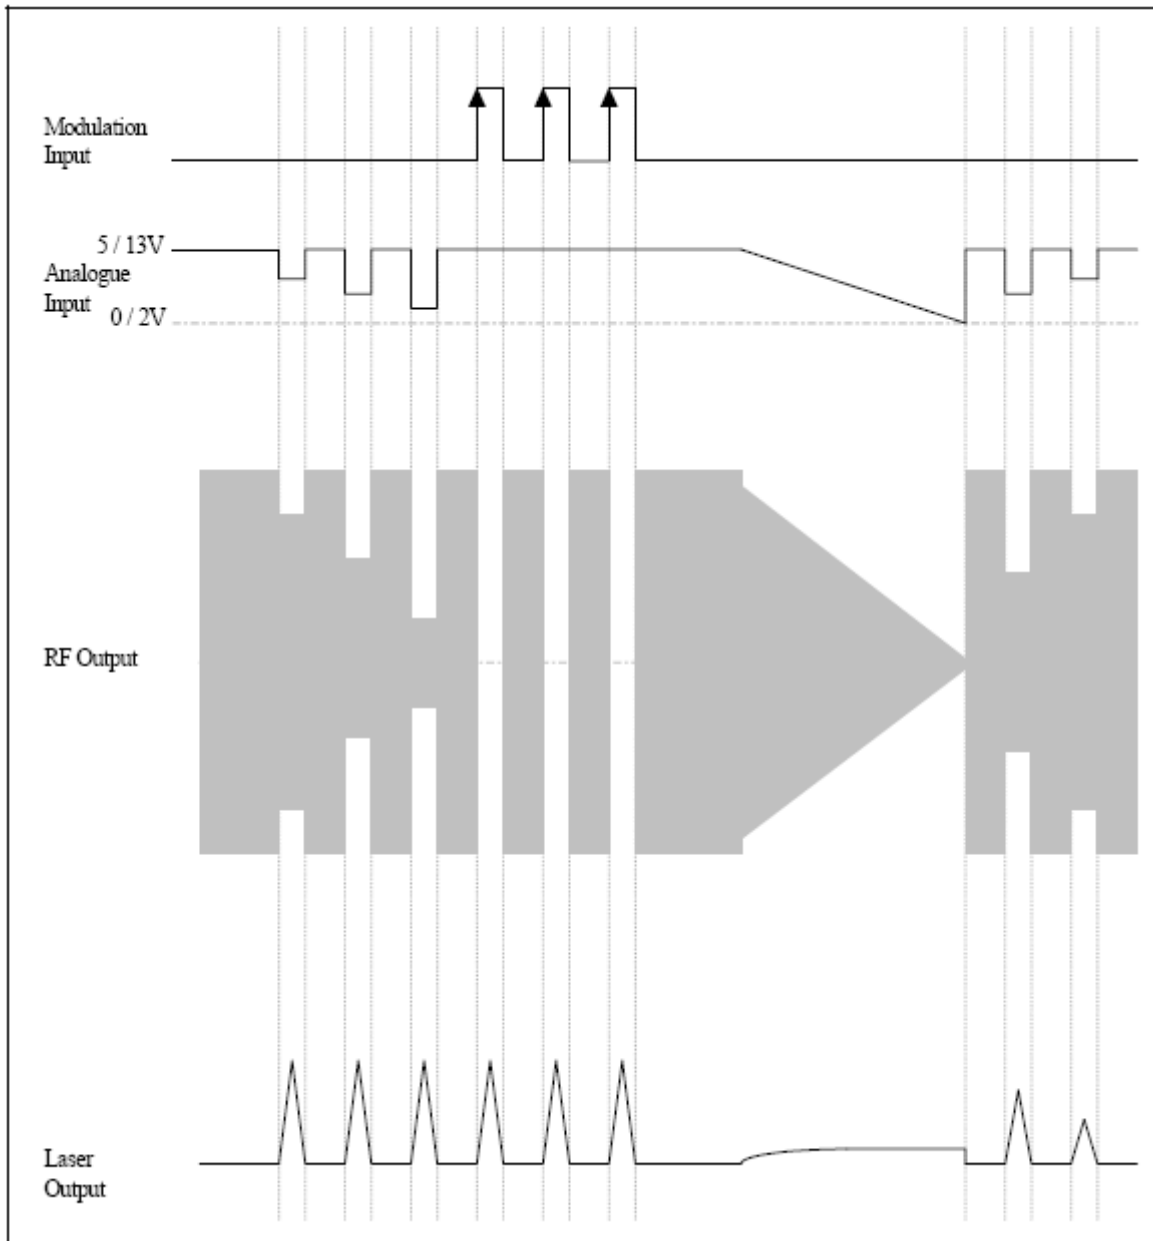 Modulation
Input
5 / 13V
Analogue
Input
0 / 2V
RF Output
Laser
Output